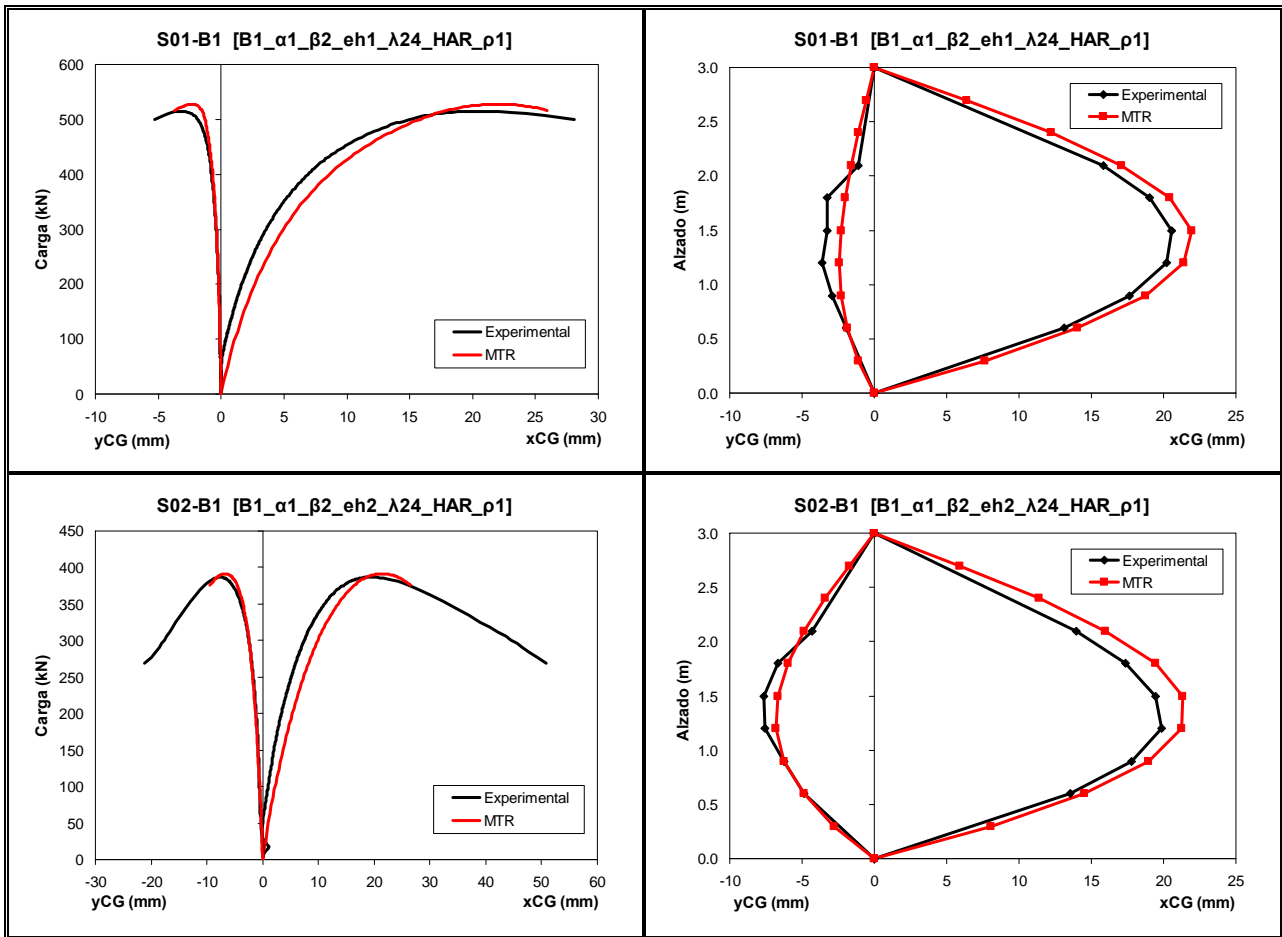 S01-B1 [B1_α1_β2_eh1_λ24_HAR_ρ1]
600
500
400
300
200
100
0
Carga (kN)
-10 -5 0 5 10 15 20 25 30
yCG (mm) xCG (mm)
Experimental
MTR
S01-B1 [B1_α1_β2_eh1_λ24_HAR_ρ1]
3.0
2.5
2.0
1.5
1.0
0.5
0.0
Alzado (m)
-10 -5 0 5 10 15 20 25
yCG (mm) xCG (mm)
Experimental
MTR
S02-B1 [B1_α1_β2_eh2_λ24_HAR_ρ1]
450
400
350
300
250
200
150
100
50
0
Carga (kN)
-30 -20 -10 0 10 20 30 40 50 60
yCG (mm) xCG (mm)
Experimental
MTR
S02-B1 [B1_α1_β2_eh2_λ24_HAR_ρ1]
3.0
2.5
2.0
1.5
1.0
0.5
0.0
Alzado (m)
-10 -5 0 5 10 15 20 25
yCG (mm) xCG (mm)
Experimental
MTR